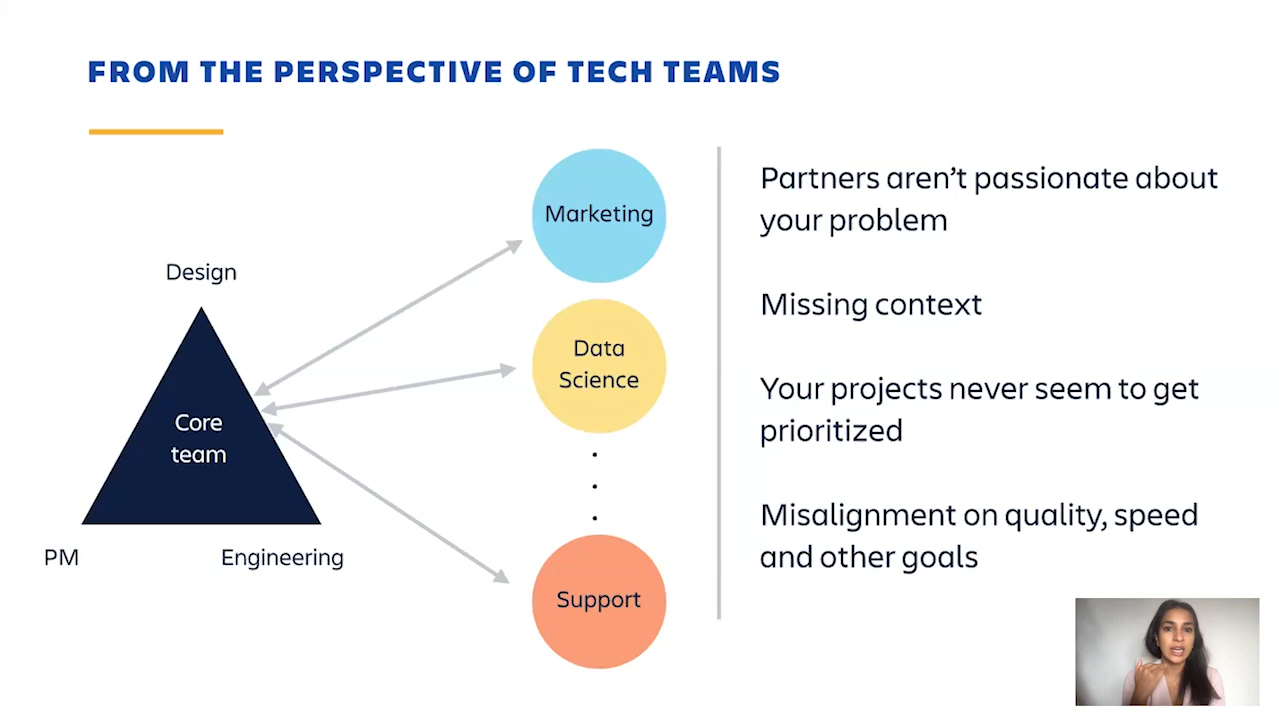 FROM THE PERSPECTIVE OF TECH TEAMS
Design
Core
team
PM
Engineering
Marketing
Data
Science
Support
Partners aren’t passionate about
your problem
Missing context
Your projects never seem to get
prioritized
Misalignment on quality, speed
and other goals